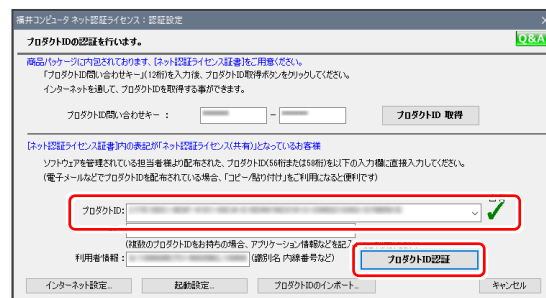 福井コンピュータ ネット認証ライセンス：認証設定
プロダクトIDの認証を行います。
Q&A
商品パッケージに内包されております、[ネット認証ライセンス証書]をご用意ください。
「プロダクトID問い合わせキー」(12桁)を入力後、プロダクトID取得ボタンをクリックしてください。
インターネットを通して、プロダクトIDを取得する事ができます。
プロダクトID問い合わせキー：
－
プロダクトID 取得
[ネット認証ライセンス証書]内の表記が「ネット認証ライセンス(共有)」となっているお客様
ソフトウェアを管理されている担当者様より配布された、プロダクトID(56桁または58桁)を以下の入力欄に直接入力してください。
(電子メールなどでプロダクトIDを配布されている場合、「コピー/貼り付け」をご利用になると便利です)
プロダクトID:
(複数のプロダクトIDをお持ちの場合、アプリケーション情報などを記入
利用者情報：
(識別名 内線番号など)
プロダクトID認証
インターネット設定...
起動設定...
プロダクトIDのインポート...
キャンセル